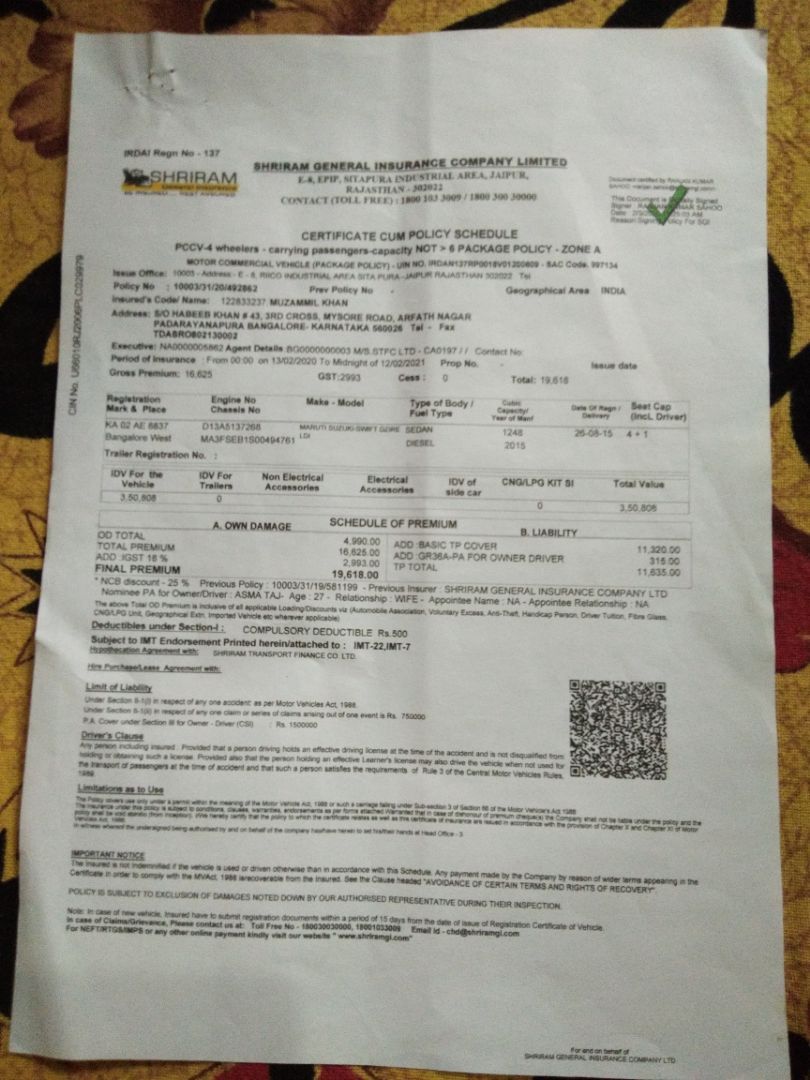 IRDAI Regn No - 137
SHRIRAM
General Insurance
SHRIRAM GENERAL INSURANCE COMPANY LIMITED
E-8, EPIP, SITAPURA INDUSTRIAL AREA, JAIPUR,
RAJASTHAN - 302022
CONTACT (TOLL FREE) : 1800 103 3009 / 1800 300 30000
Document certified by RANJAN KUMAR
SAHOO
This Document is Digitally Signed
Signer : KUMAR SAHOO
Date:
Reason: Signing Policy For SGI
CERTIFICATE CUM POLICY SCHEDULE
PCCV-4 wheelers - carrying passengers-capacity NOT > 6 PACKAGE POLICY - ZONE A
MOTOR COMMERCIAL VEHICLE (PACKAGE POLICY) - UIN NO. IRDAN137RP0018V01200809 - SAC Code. 997134
Issue Office: 10003 - Address - E - 8, RIICO INDUSTRIAL AREA SITA PURA-JAIPUR RAJASTHAN 302022 Tel
Policy No : 10003/31/20/492862 Prev Policy No - Geographical Area INDIA
Insured's Code/ Name: 122833237 MUZAMMIL KHAN
Address: S/O HABEEB KHAN # 43, 3RD CROSS, MYSORE ROAD, ARFATH NAGAR
PADARAYANAPURA BANGALORE- KARNATAKA 560026 Tel - Fax
TDABRO802130002
Executive: NA0000005862 Agent Details :BG0000000003 M/S.STFC LTD - CA0197 / / Contact No:
Period of Insurance : From 00:00 on 13/02/2020 To Midnight of 12/02/2021 Prop No. - Issue date
Gross Premium: 16,625 GST:2993 Cess : 0 Total: 19,618
CIN No. U66010RJ2006PLC029979
Registration Mark & Place Engine No Chassis No Make - Model Type of Body / Fuel Type Cubic Capacity/ Year of Manf Date Of Regn / Delivery Seat Cap (Incl. Driver)
KA 02 AE 8837 D13A5137268 MARUTI SUZUKI-SWIFT DZIRE SEDAN 1248 26-08-15 4 + 1
Bangalore West MA3FSEB1S00494761 LDI DIESEL 2015
Trailer Registration No. :
IDV For the Vehicle IDV For Trailers Non Electrical Accessories Electrical Accessories IDV of side car CNG/LPG KIT SI Total Value
3,50,808 0 0 3,50,808
SCHEDULE OF PREMIUM
A. OWN DAMAGE B. LIABILITY
OD TOTAL 4,990.00 ADD :BASIC TP COVER 11,320.00
TOTAL PREMIUM 16,625.00 ADD :GR36A-PA FOR OWNER DRIVER 315.00
ADD :IGST 18 % 2,993.00 TP TOTAL 11,635.00
FINAL PREMIUM 19,618.00
* NCB discount - 25 % Previous Policy : 10003/31/19/581199 - Previous Insurer : SHRIRAM GENERAL INSURANCE COMPANY LTD
Nominee PA for Owner/Driver : ASMA TAJ- Age : 27 - Relationship : WIFE - Appointee Name : NA - Appointee Relationship : NA
The above Total OD Premium is inclusive of all applicable Loading/Discounts viz (Automobile Association, Voluntary Excess, Anti-Theft, Handicap Person, Driver Tuition, Fibre Glass,
CNG/LPG Unit, Geographical Extn, Imported Vehicle etc wherever applicable)
Deductibles under Section-I : COMPULSORY DEDUCTIBLE Rs.500
Subject to IMT Endorsement Printed herein/attached to : IMT-22,IMT-7
Hypothecation Agreement with: SHRIRAM TRANSPORT FINANCE CO. LTD.
Hire Purchase/Lease Agreement with:
Limit of Liability
Under Section II-1(i) in respect of any one accident: as per Motor Vehicles Act, 1988.
Under Section II-1(ii) in respect of any one claim or series of claims arising out of one event is Rs. 750000
P.A. Cover under Section III for Owner - Driver (CSI) : Rs. 1500000
Driver's Clause
Any person including insured : Provided that a person driving holds an effective driving license at the time of the accident and is not disqualified from
holding or obtaining such a license. Provided also that the person holding an effective Learner's license may also drive the vehicle when not used for
the transport of passengers at the time of accident and that such a person satisfies the requirements of Rule 3 of the Central Motor Vehicles Rules,
1989.
Limitations as to Use
The Policy covers use only under a permit within the meaning of the Motor Vehicle Act, 1988 or such a carriage falling under Sub-section 3 of Section 66 of the Motor Vehicle's Act 1988
The insurance under this policy is subject to conditions, clauses, warranties, endorsements as per forms attached. Warranted that in case of dishonour of premium cheque(s) the Company shall not be liable under the policy and the
policy shall be void abinitio (from inception). I/We hereby certify that the policy to which the certificate relates as well as this certificate of insurance are issued in accordance with the provision of Chapter X and Chapter XI of Motor
Vehicles Act, 1988.
In witness whereof the undersigned being authorised by and on behalf of the company has/have herein to set his/their hands at Head Office - 3
IMPORTANT NOTICE
The Insured is not indemnified if the vehicle is used or driven otherwise than in accordance with this Schedule. Any payment made by the Company by reason of wider terms appearing in the
Certificate in order to comply with the MVAct, 1988 isrecoverable from the Insured. See the Clause headed "AVOIDANCE OF CERTAIN TERMS AND RIGHTS OF RECOVERY".
POLICY IS SUBJECT TO EXCLUSION OF DAMAGES NOTED DOWN BY OUR AUTHORISED REPRESENTATIVE DURING THEIR INSPECTION.
Note: In case of new vehicle, Insured have to submit registration documents within a period of 15 days from the date of Issue of Registration Certificate of Vehicle.
In case of Claims/Grievance, Please contact us at: Toll Free No - 180030030000, 18001033009 Email Id - chd@shriramgi.com
For NEFT/RTGS/IMPS or any other online payment kindly visit our website " www.shriramgi.com"
For and on behalf of
SHRIRAM GENERAL INSURANCE COMPANY LTD